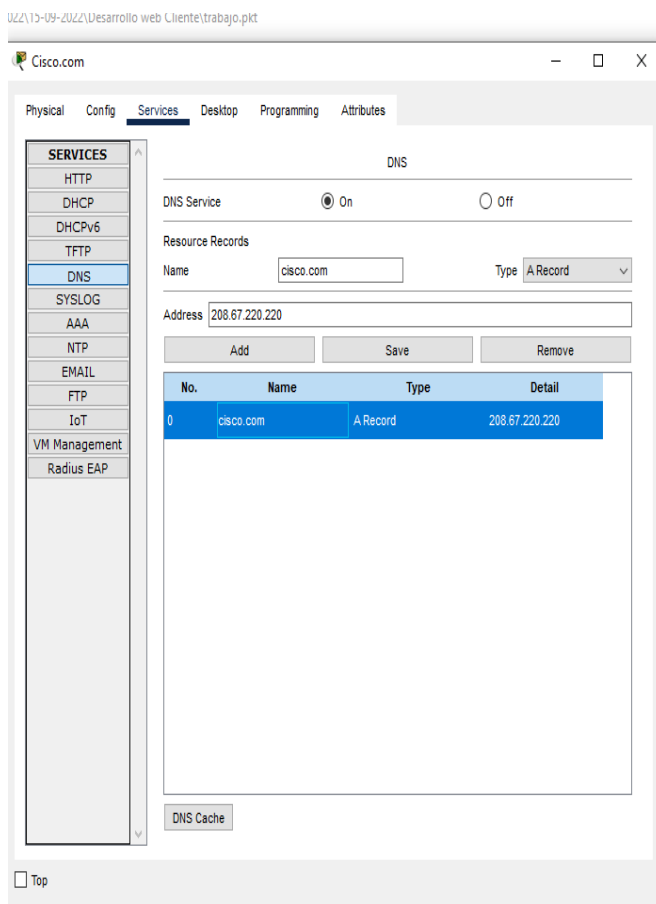 022\15-09-2022\Desarrollo web Cliente\trabajo.pkt
Cisco.com
Physical Config Services Desktop Programming Attributes
SERVICES
HTTP
DHCP
DHCPv6
TFTP
DNS
SYSLOG
AAA
NTP
EMAIL
FTP
IoT
VM Management
Radius EAP
DNS
DNS Service On Off
Resource Records
Name cisco.com Type A Record
Address 208.67.220.220
Add Save Remove
No. Name Type Detail
0 cisco.com A Record 208.67.220.220
DNS Cache
Top